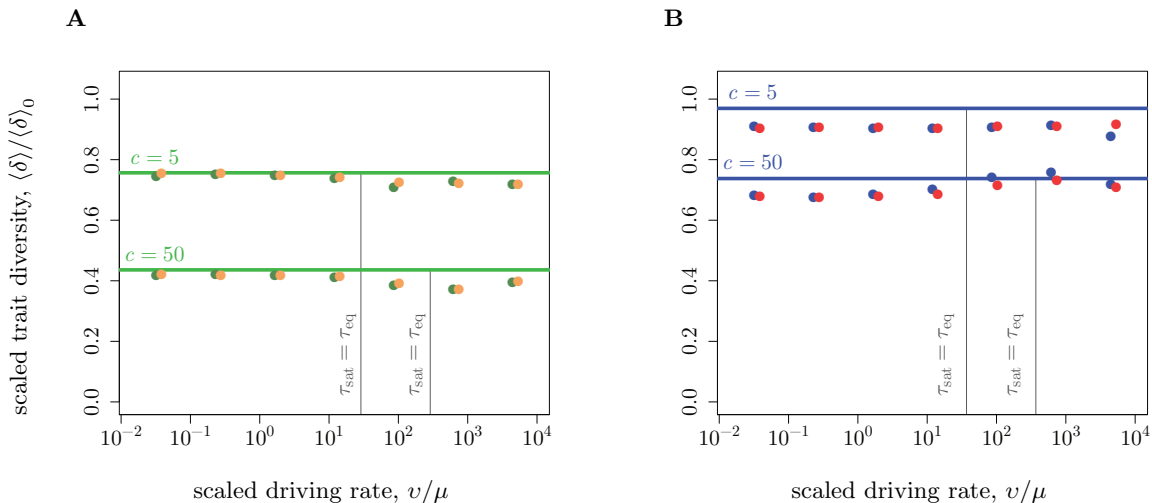 A
B
scaled trait diversity, ⟨δ⟩/⟨δ⟩₀
1.0
0.8
0.6
0.4
0.2
0.0
c = 5
c = 50
τsat = τeq
τsat = τeq
10⁻² 10⁻¹ 10⁰ 10¹ 10² 10³ 10⁴
scaled driving rate, υ/μ
1.0
0.8
0.6
0.4
0.2
0.0
c = 5
c = 50
τsat = τeq
τsat = τeq
10⁻² 10⁻¹ 10⁰ 10¹ 10² 10³ 10⁴
scaled driving rate, υ/μ